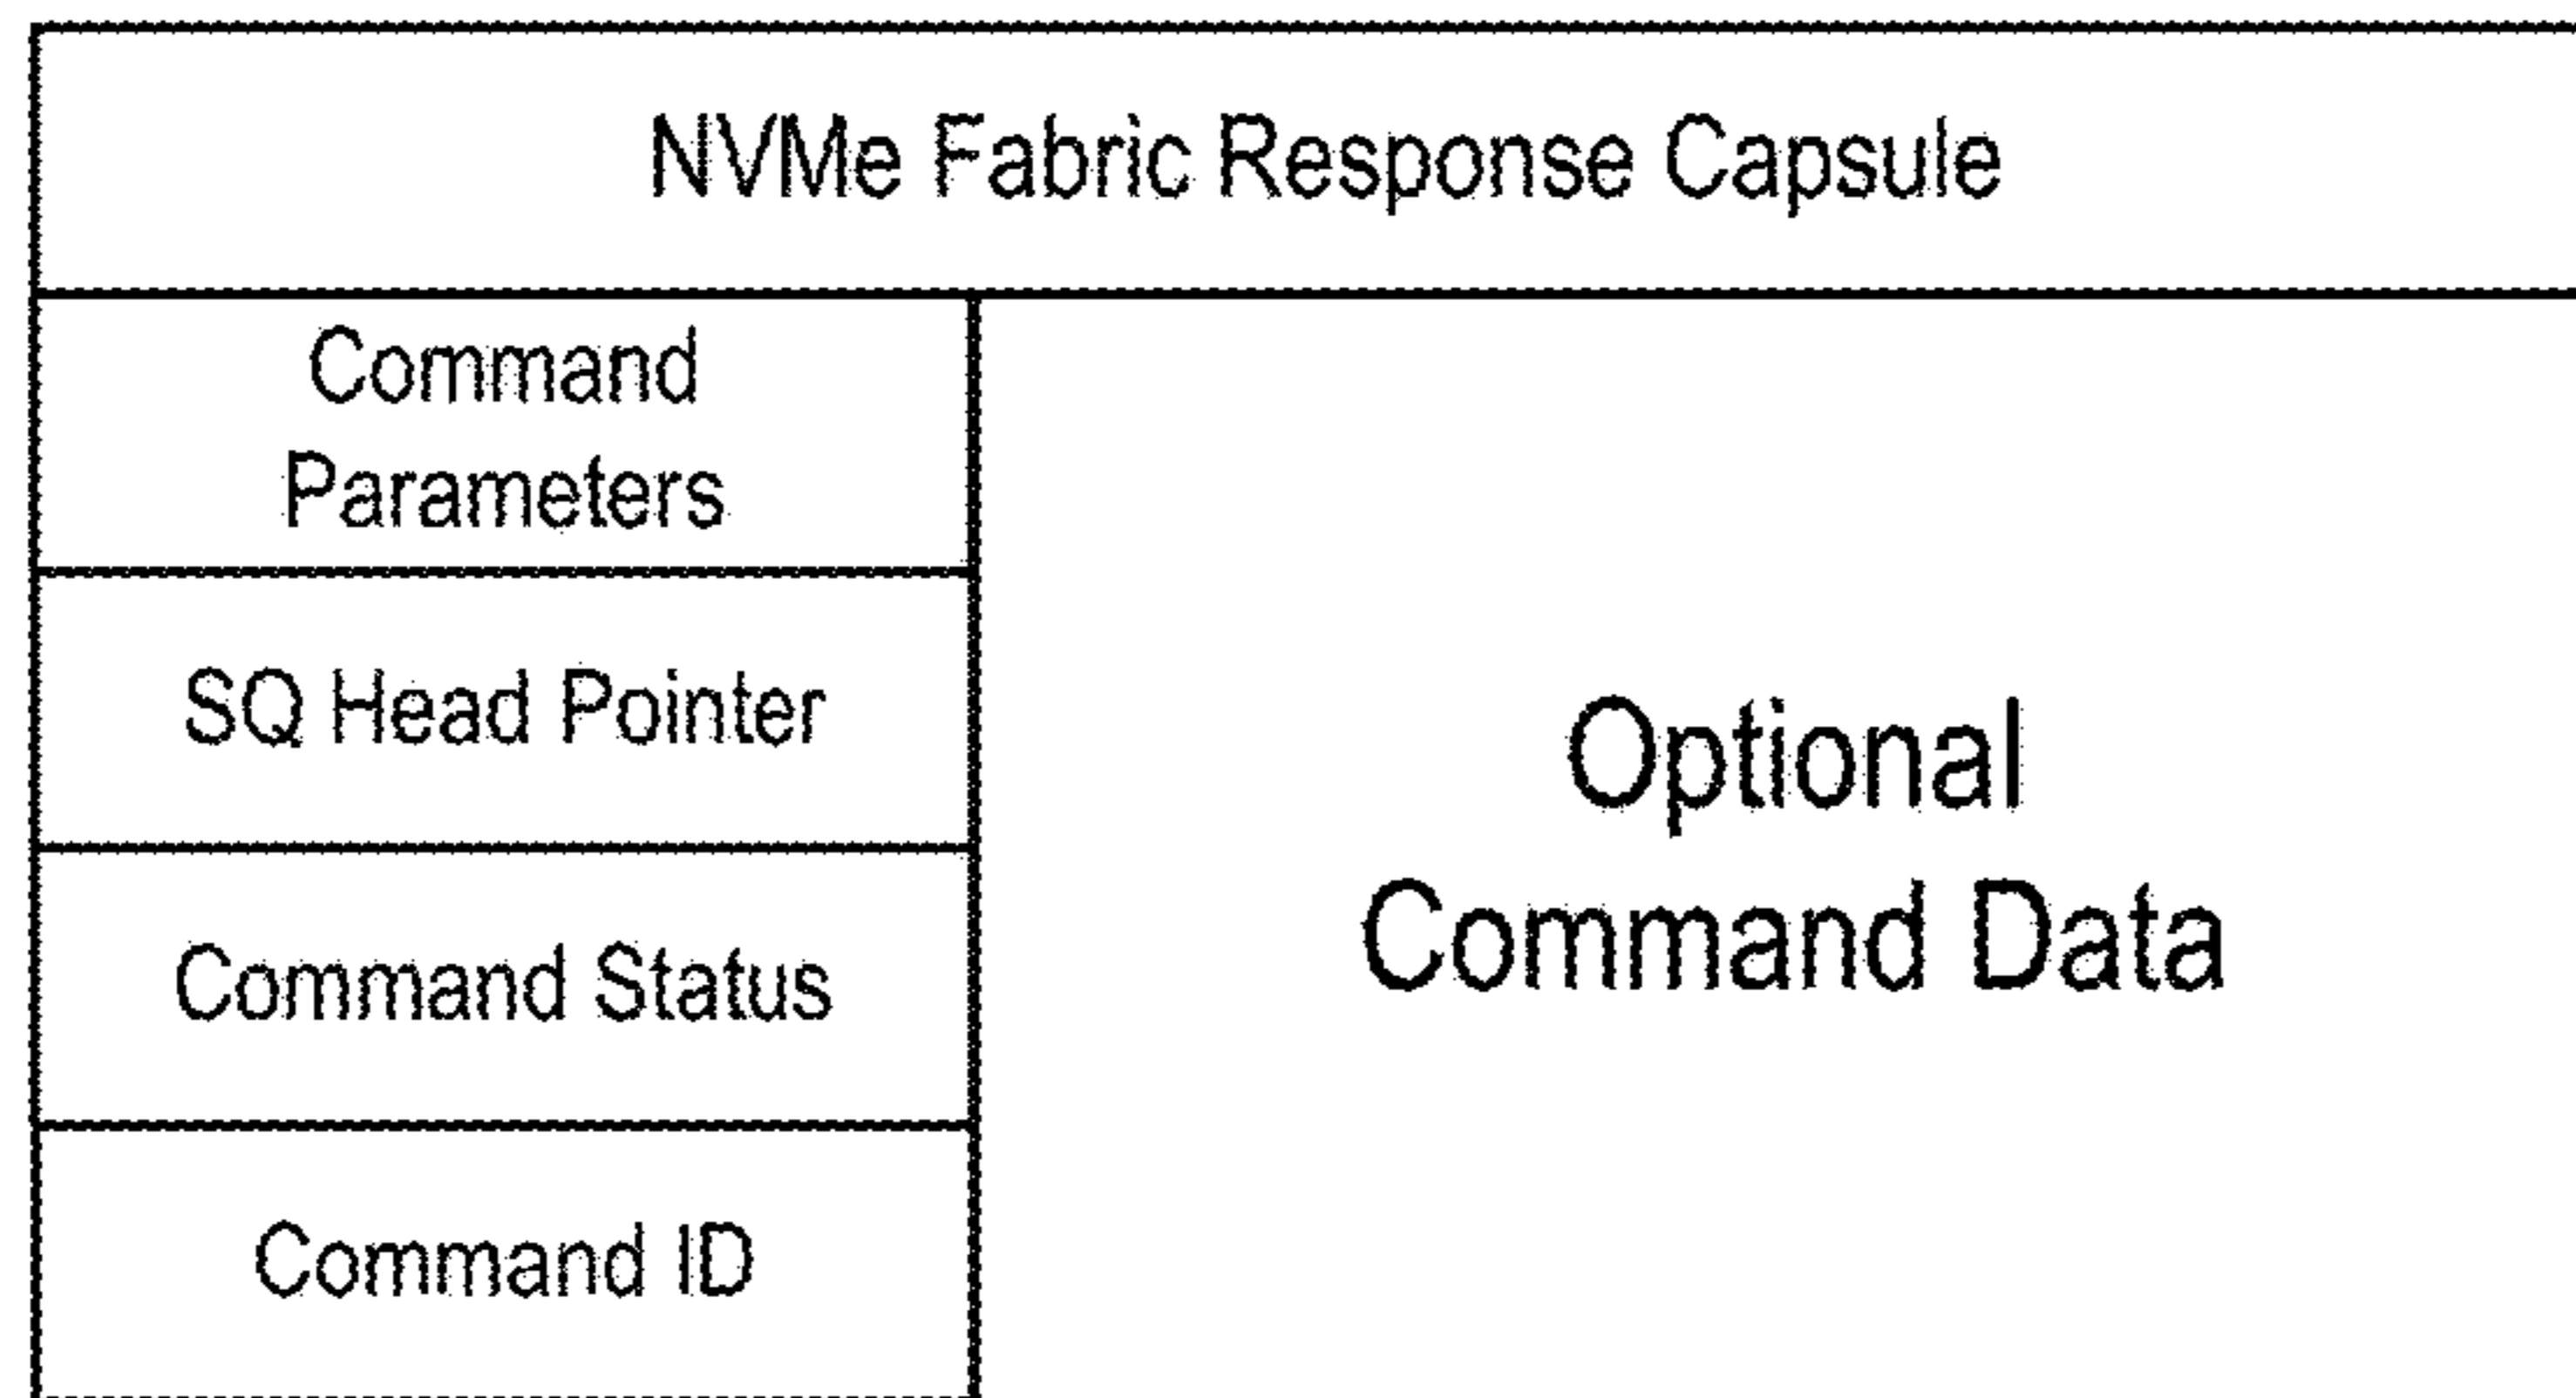 NVMe Fabric Response Capsule
Command
Parameters
SQ Head Pointer
Command Status
Command ID
Optional
Command Data